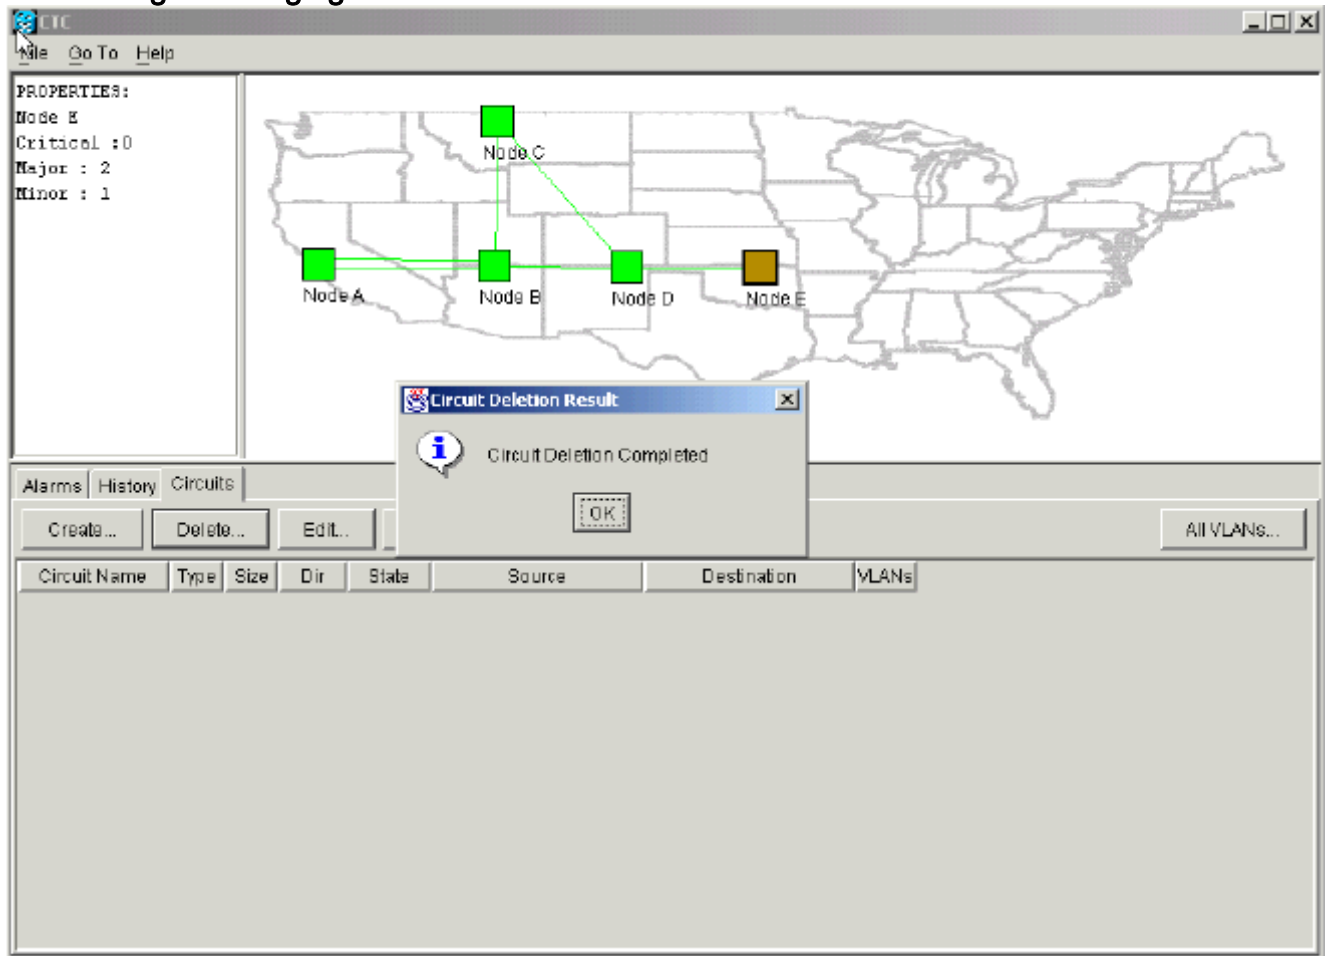 CTC
File Go To Help
PROPERTIES:
Node E
Critical :0
Major : 2
Minor : 1
Node C
Node A
Node B
Node D
Node E
Circuit Deletion Result
Circuit Deletion Completed
OK
Alarms History Circuits
Create... Delete... Edit... All VLANs...
Circuit Name Type Size Dir State Source Destination VLANs